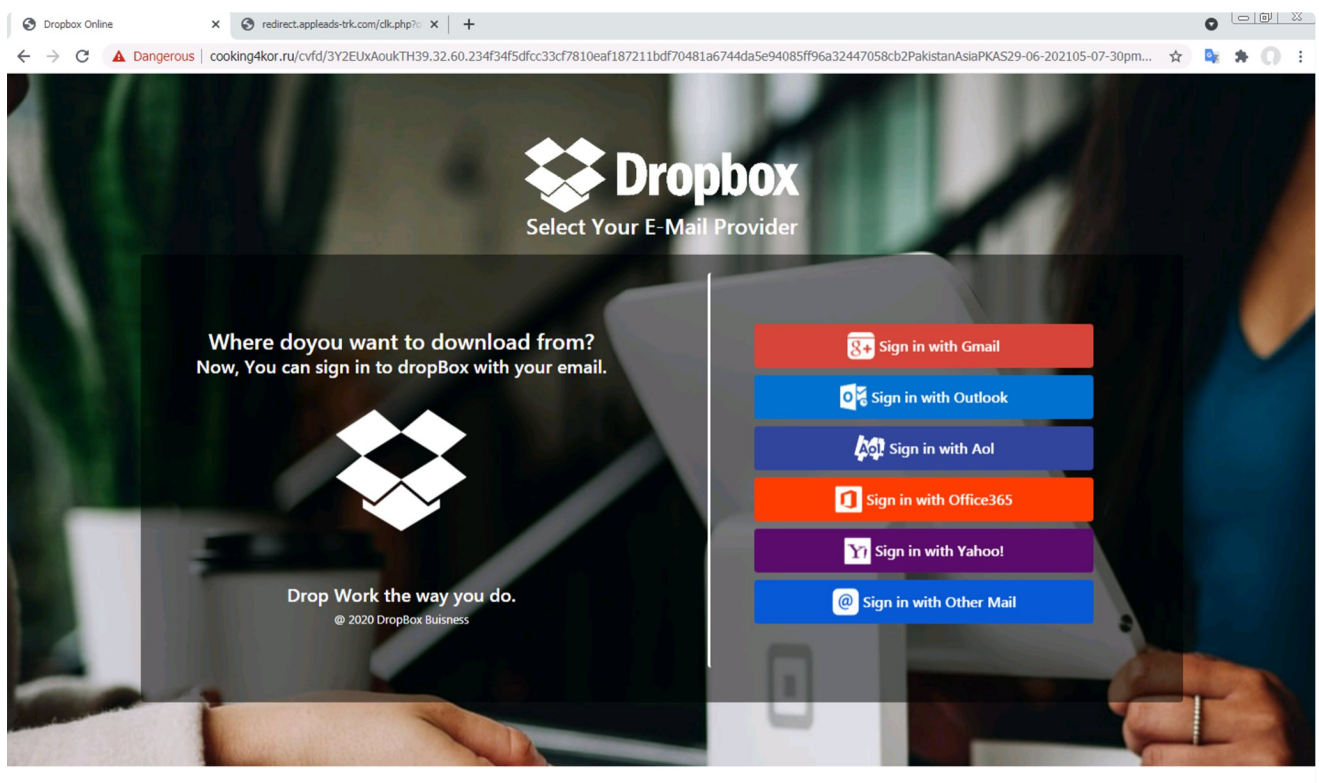 Dropbox Online
redirect.appleads-trk.com/clk.php?o
Dangerous | cooking4kor.ru/cvfd/3Y2EUxAoukTH39.32.60.234f34f5dfcc33cf7810eaf187211bdf70481a6744da5e94085ff96a32447058cb2PakistanAsiaPKAS29-06-202105-07-30pm...
Dropbox
Select Your E-Mail Provider
Where doyou want to download from?
Now, You can sign in to dropBox with your email.
Drop Work the way you do.
@ 2020 DropBox Buisness
8+ Sign in with Gmail
Sign in with Outlook
Aol. Sign in with Aol
Sign in with Office365
Y! Sign in with Yahoo!
@ Sign in with Other Mail